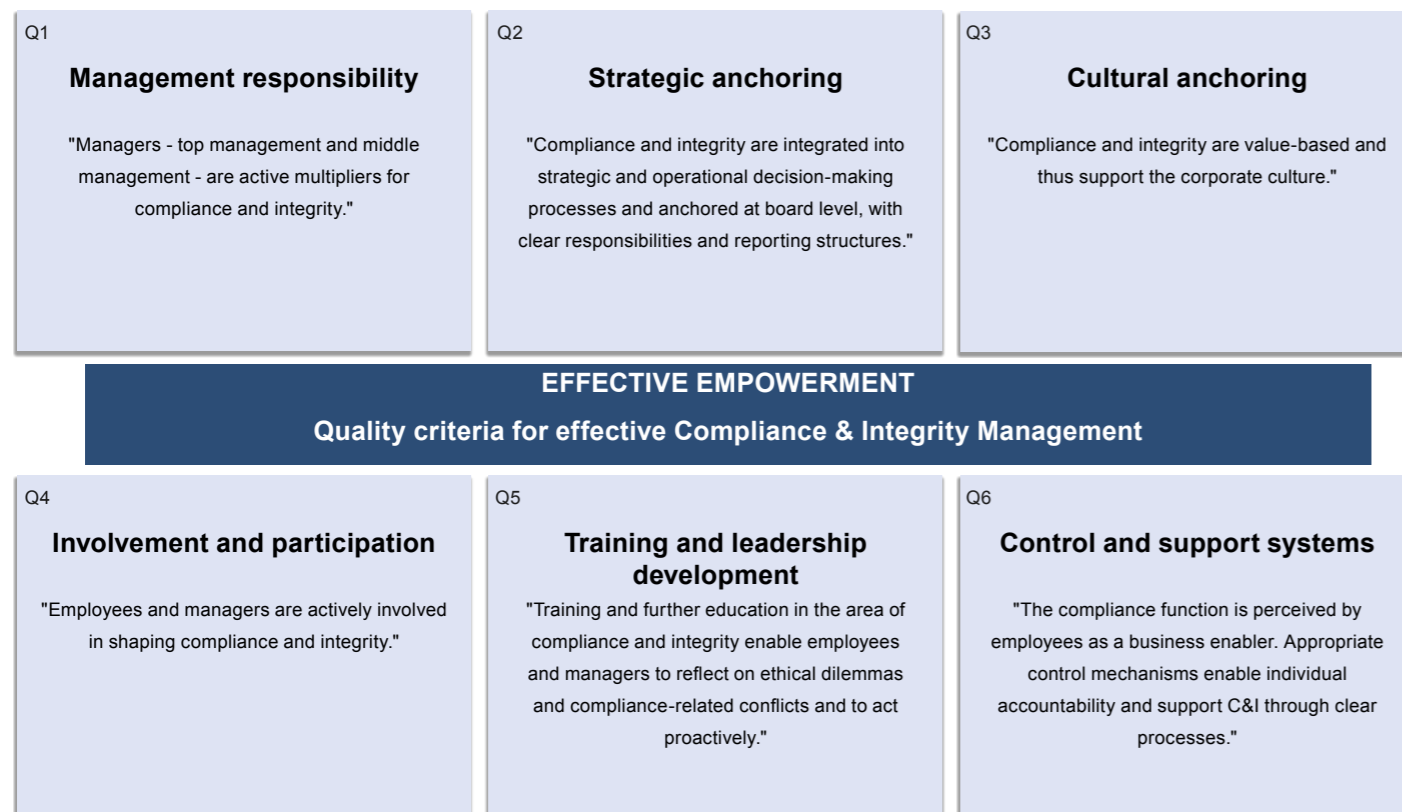 Q1
Management responsibility
"Managers - top management and middle
management - are active multipliers for
compliance and integrity."
Q2
Strategic anchoring
"Compliance and integrity are integrated into
strategic and operational decision-making
processes and anchored at board level, with
clear responsibilities and reporting structures."
Q3
Cultural anchoring
"Compliance and integrity are value-based and
thus support the corporate culture."
EFFECTIVE EMPOWERMENT
Quality criteria for effective Compliance & Integrity Management
Q4
Involvement and participation
"Employees and managers are actively involved
in shaping compliance and integrity."
Q5
Training and leadership
development
"Training and further education in the area of
compliance and integrity enable employees
and managers to reflect on ethical dilemmas
and compliance-related conflicts and to act
proactively."
Q6
Control and support systems
"The compliance function is perceived by
employees as a business enabler. Appropriate
control mechanisms enable individual
accountability and support C&I through clear
processes."